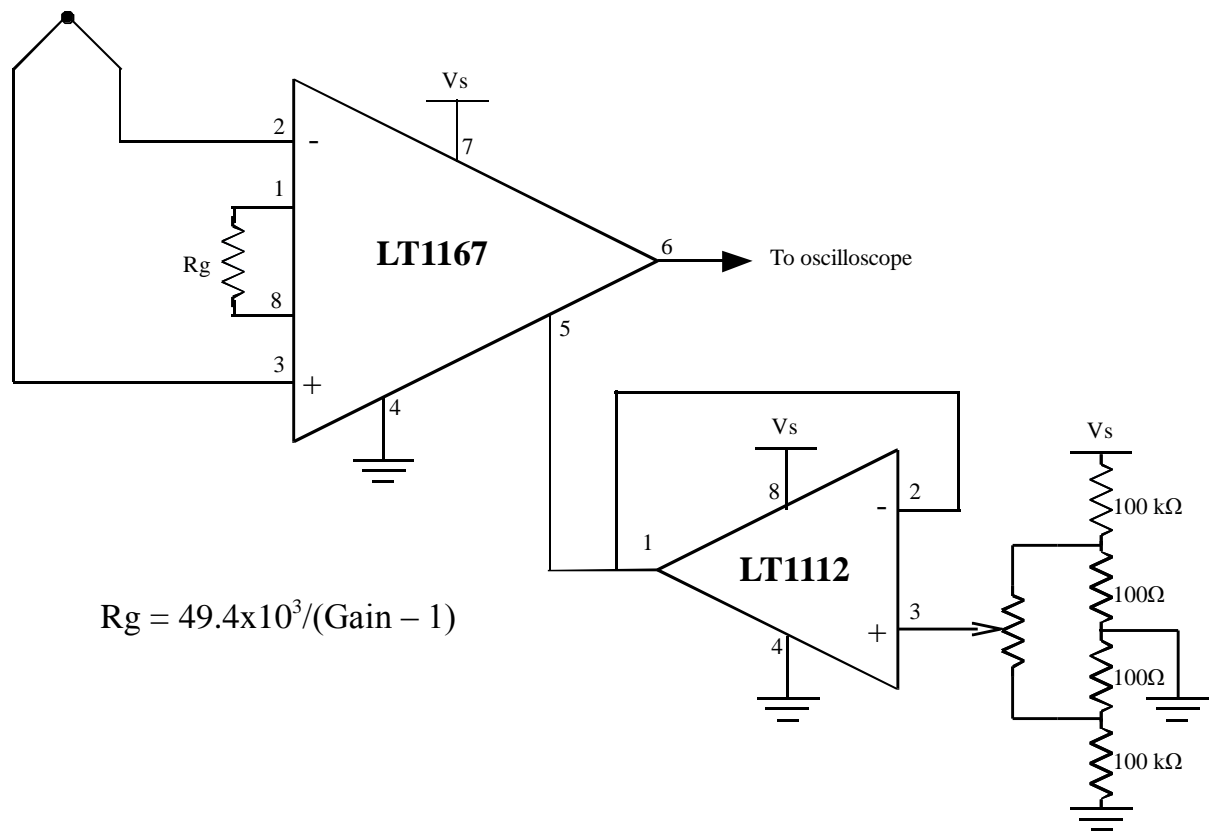 Vs
2
-
7
1
LT1167
6
To oscilloscope
Rg
8
5
3
+
4
Vs
Vs
8
2
-
100 kΩ
1
LT1112
100Ω
Rg = 49.4x10³/(Gain – 1)
3
+
4
100Ω
100 kΩ